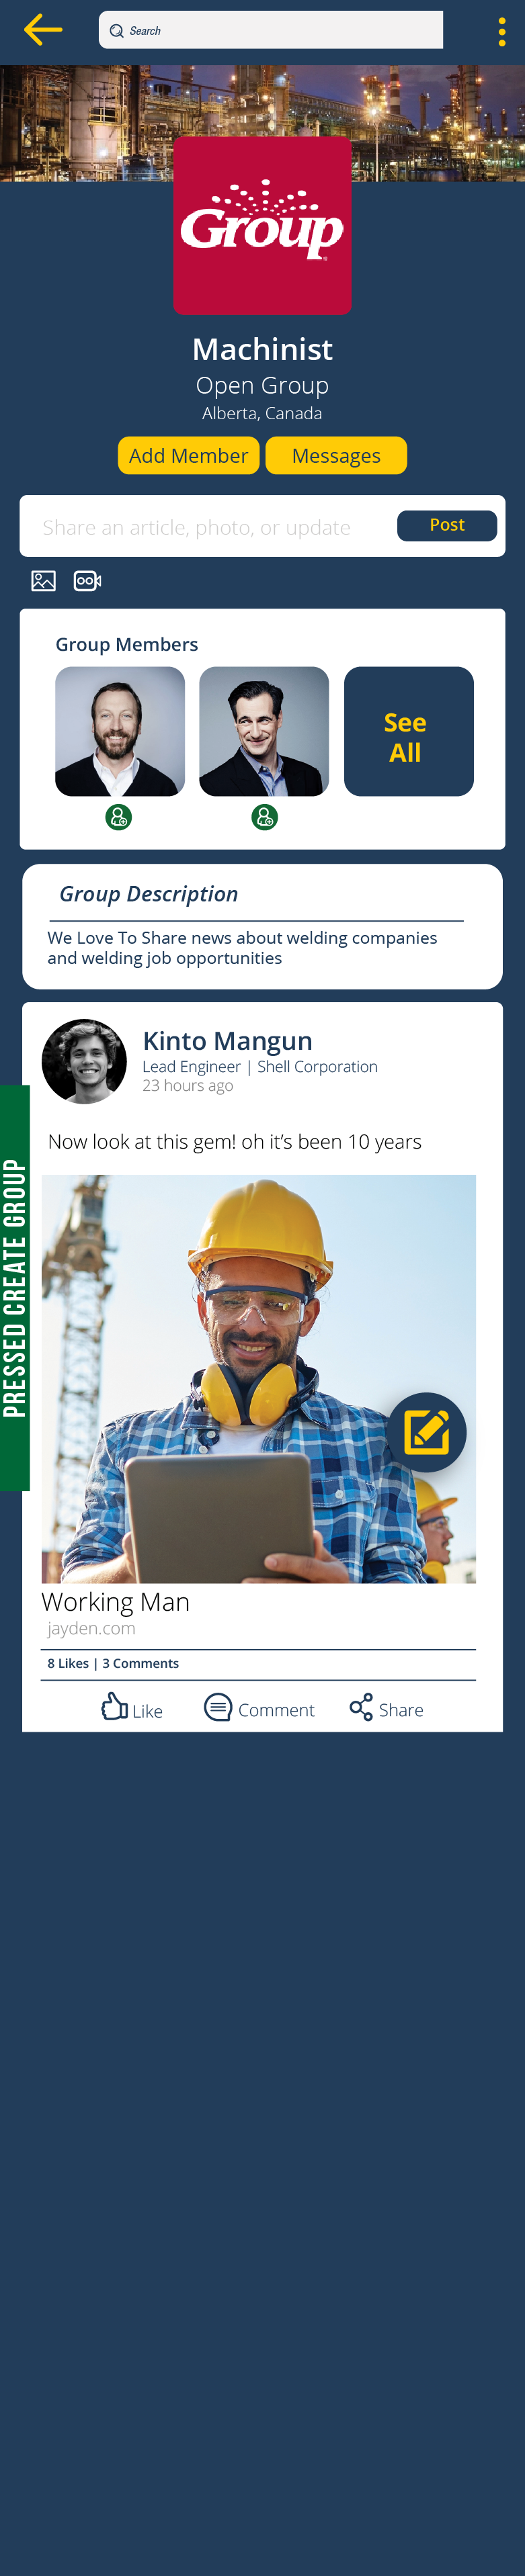 Search
Group
Machinist
Open Group
Alberta, Canada
Add Member
Messages
Share an article, photo, or update
Post
Group Members
See
All
Group Description
We Love To Share news about welding companies
and welding job opportunities
Kinto Mangun
Lead Engineer | Shell Corporation
23 hours ago
Now look at this gem! oh it’s been 10 years
PRESSED CREATE GROUP
Working Man
jayden.com
8 Likes | 3 Comments
Like
Comment
Share